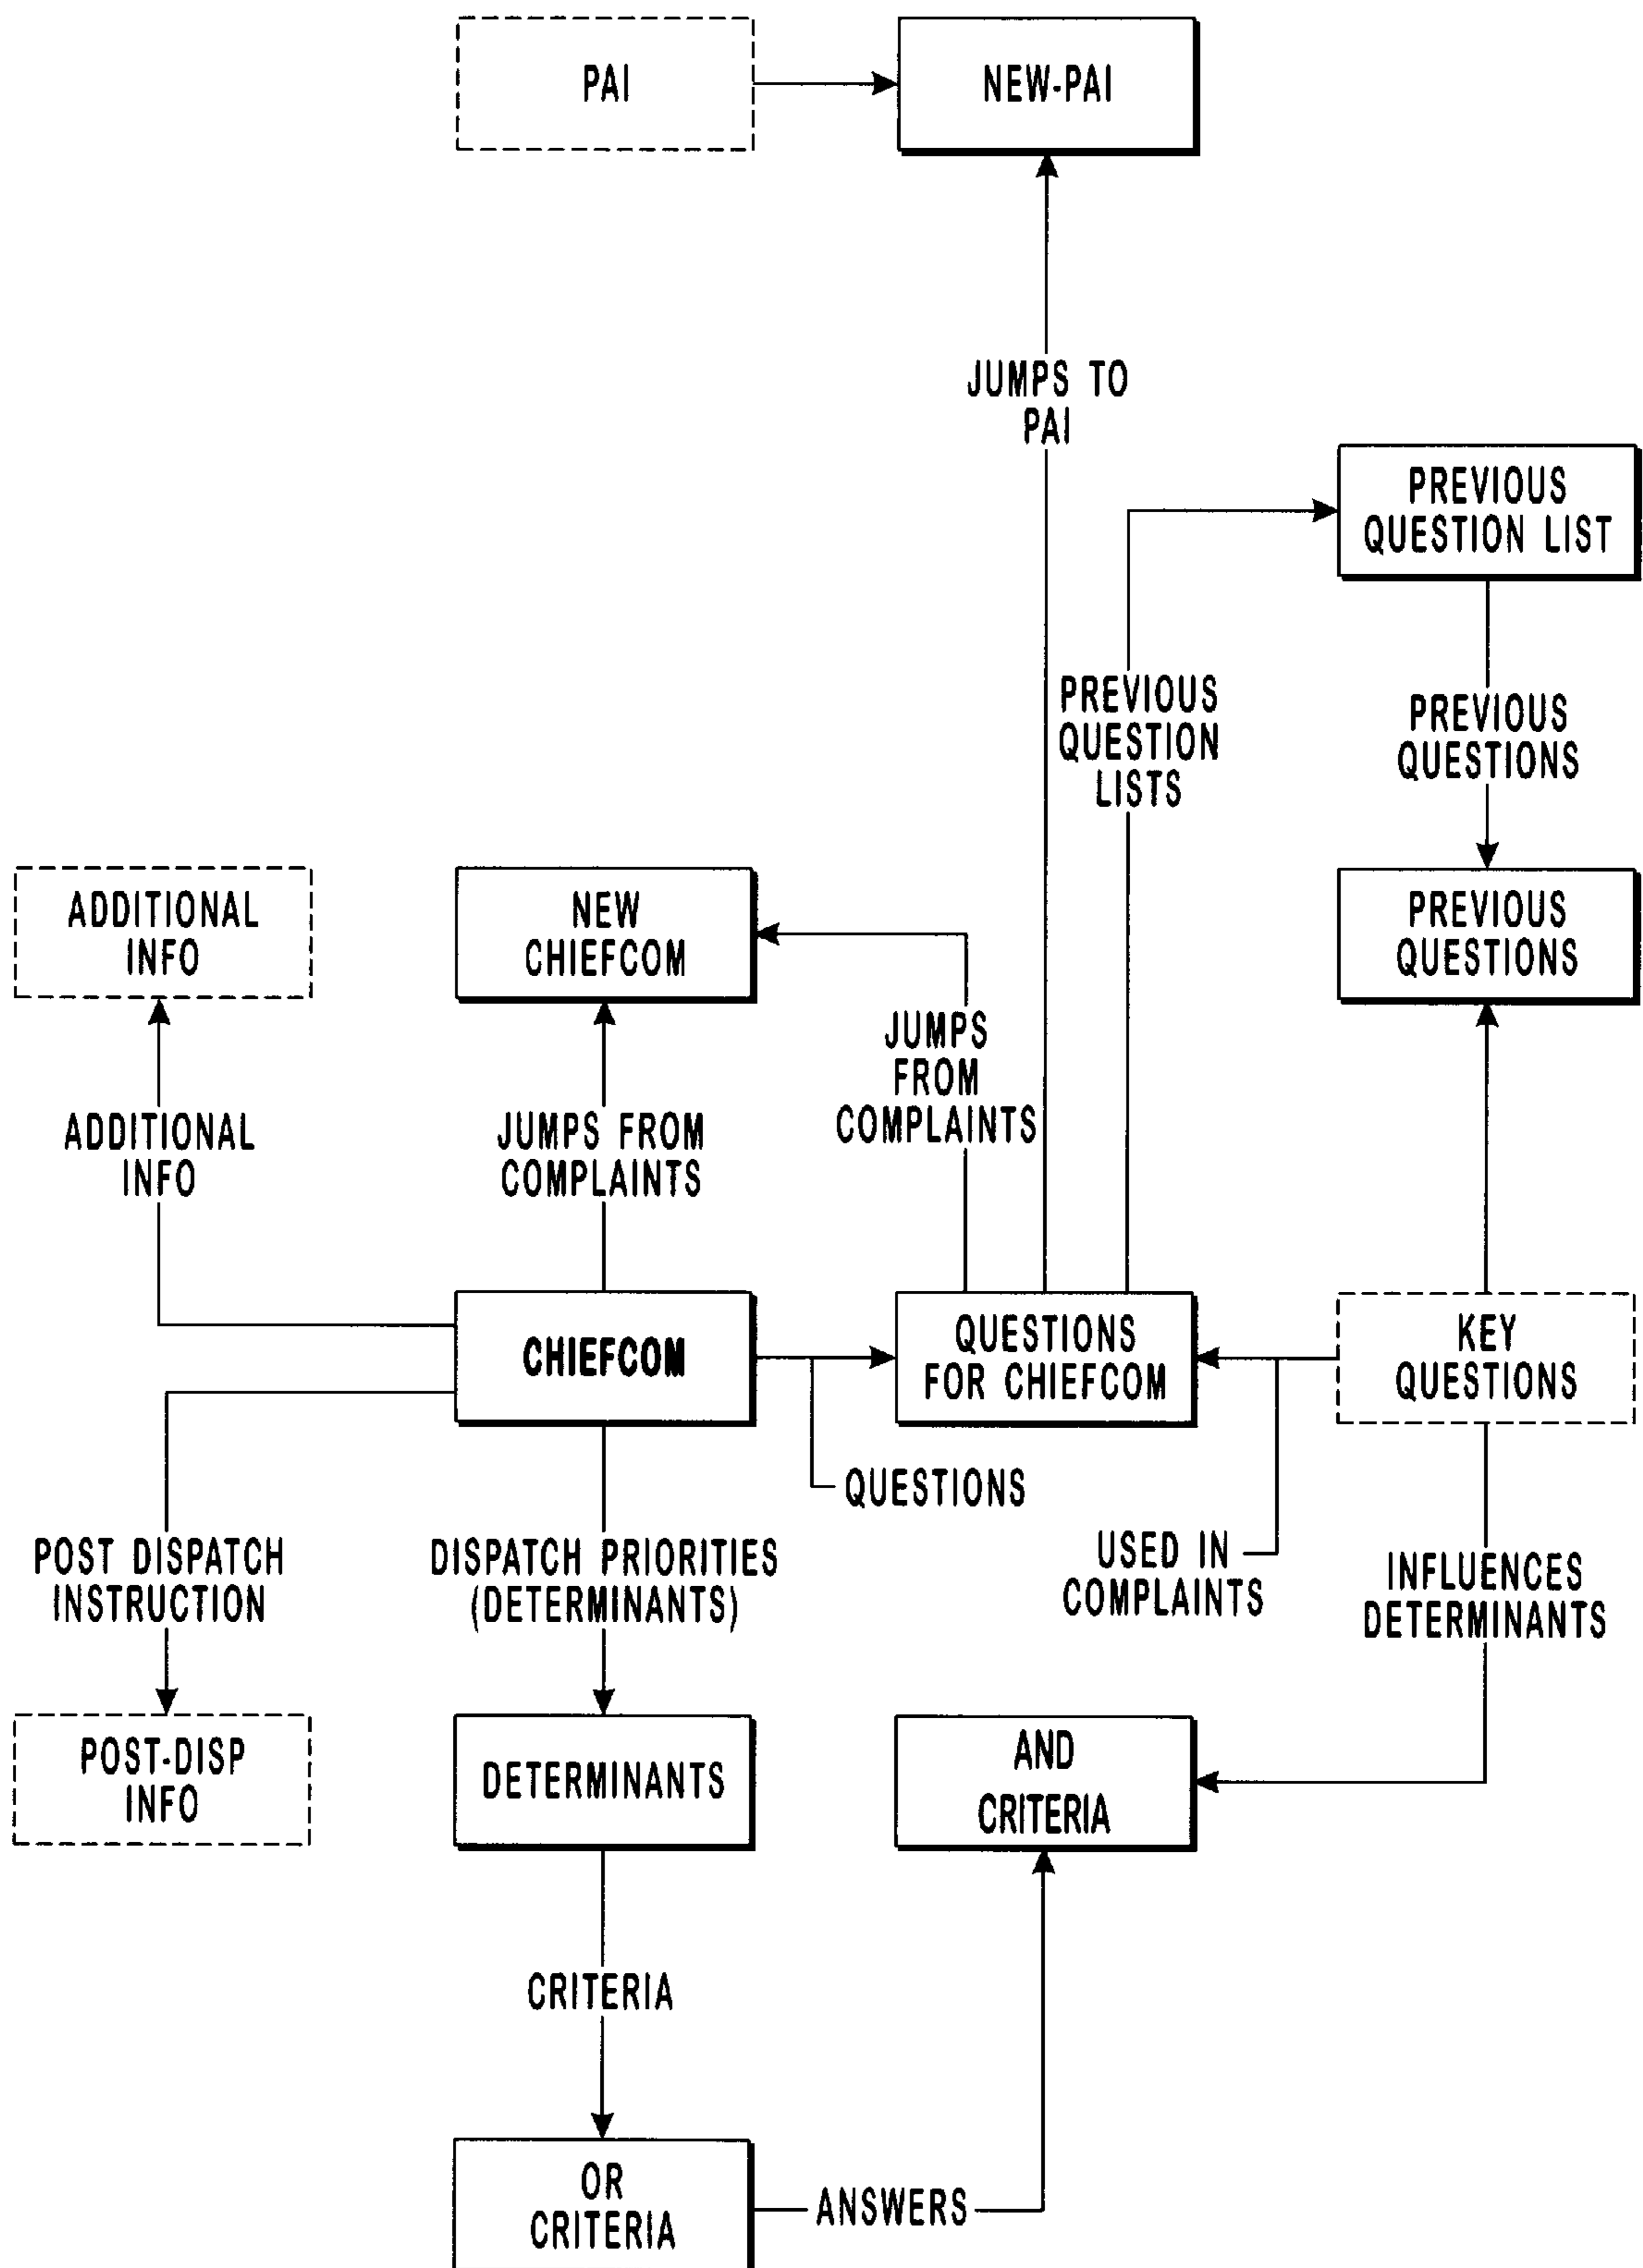 PAI
NEW-PAI
JUMPS TO
PAI
PREVIOUS
QUESTION LIST
PREVIOUS
QUESTION
LISTS
PREVIOUS
QUESTIONS
ADDITIONAL
INFO
NEW
CHIEFCOM
PREVIOUS
QUESTIONS
JUMPS
FROM
COMPLAINTS
ADDITIONAL
INFO
JUMPS FROM
COMPLAINTS
CHIEFCOM
QUESTIONS
FOR CHIEFCOM
KEY
QUESTIONS
QUESTIONS
POST DISPATCH
INSTRUCTION
DISPATCH PRIORITIES
(DETERMINANTS)
USED IN
COMPLAINTS
INFLUENCES
DETERMINANTS
POST-DISP
INFO
DETERMINANTS
AND
CRITERIA
CRITERIA
OR
CRITERIA
ANSWERS